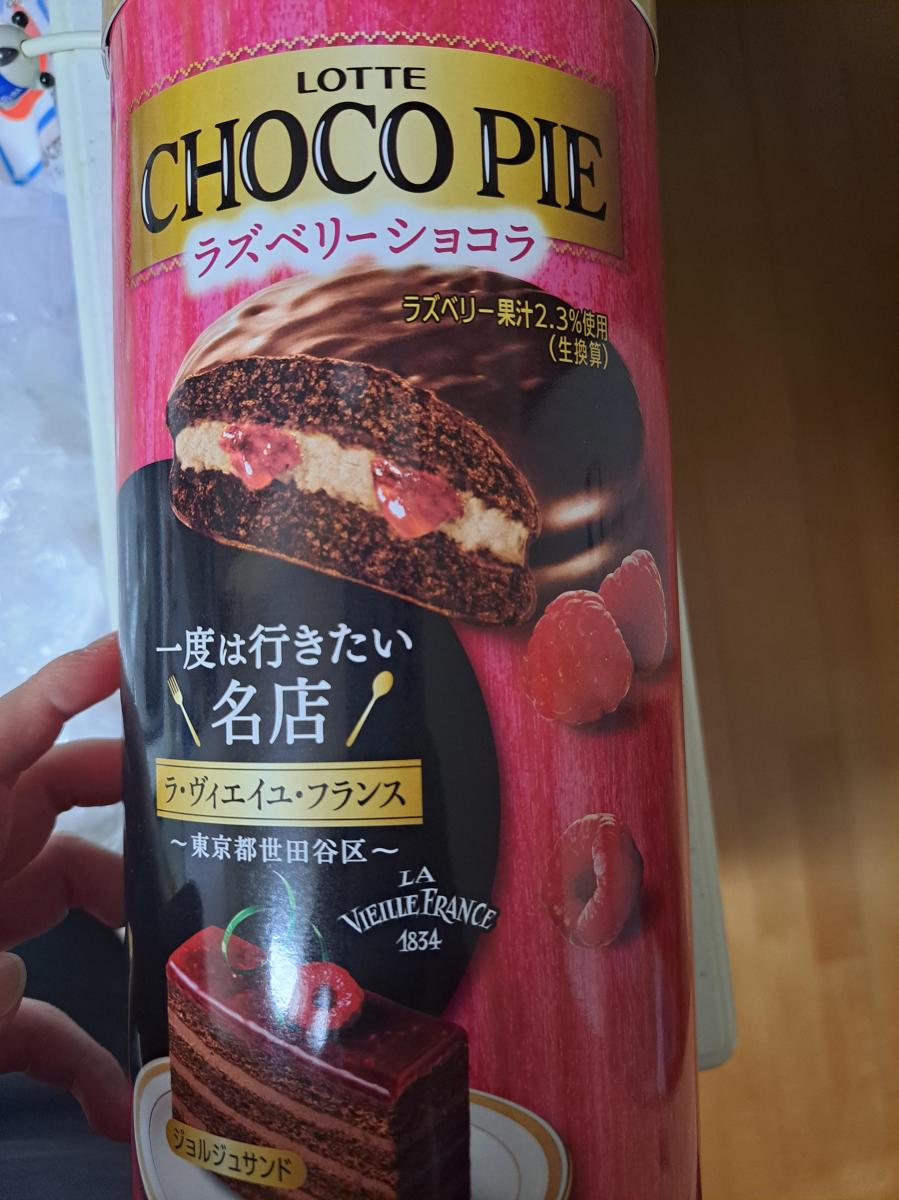 LOTTE
CHOCO PIE
ラズベリーショコラ
ラズベリー果汁2.3%使用
(生換算)
一度は行きたい
名店
ラ・ヴィエイユ・フランス
～東京都世田谷区～
LA
VIEILLE FRANCE
1834
ジョルジュサンド